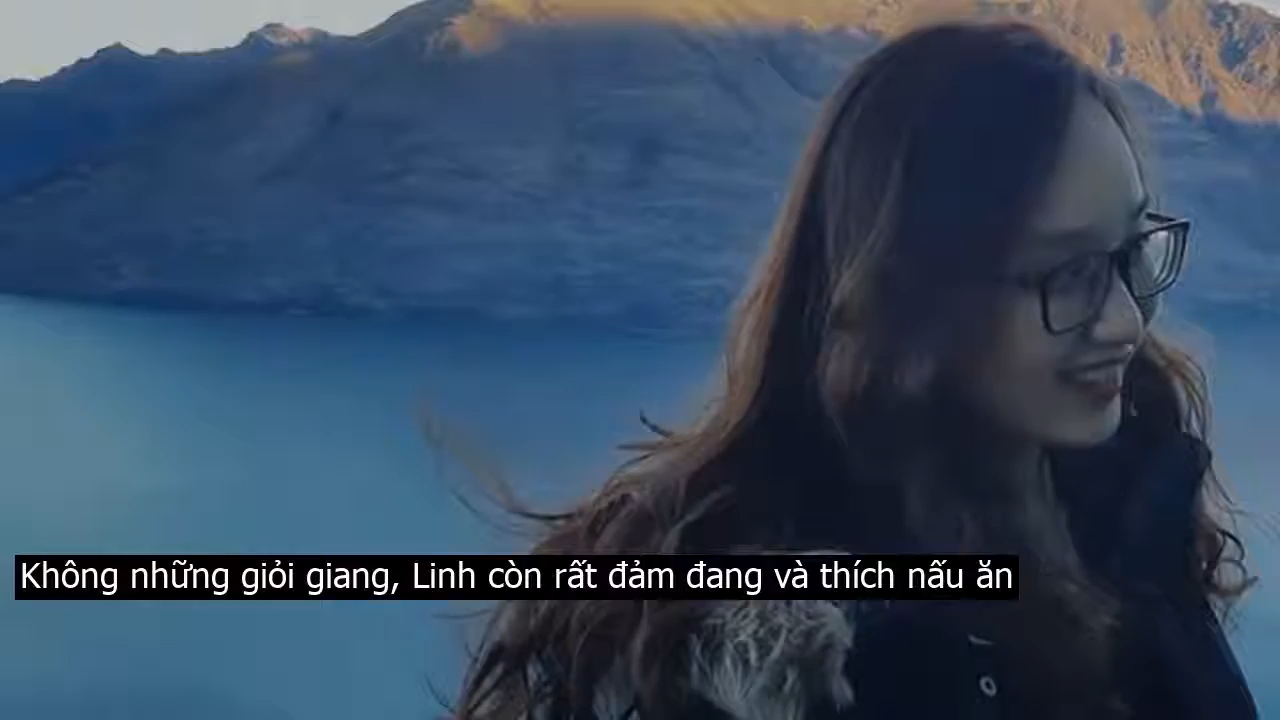 Không những giỏi giang, Linh còn rất đảm đang và thích nấu ăn